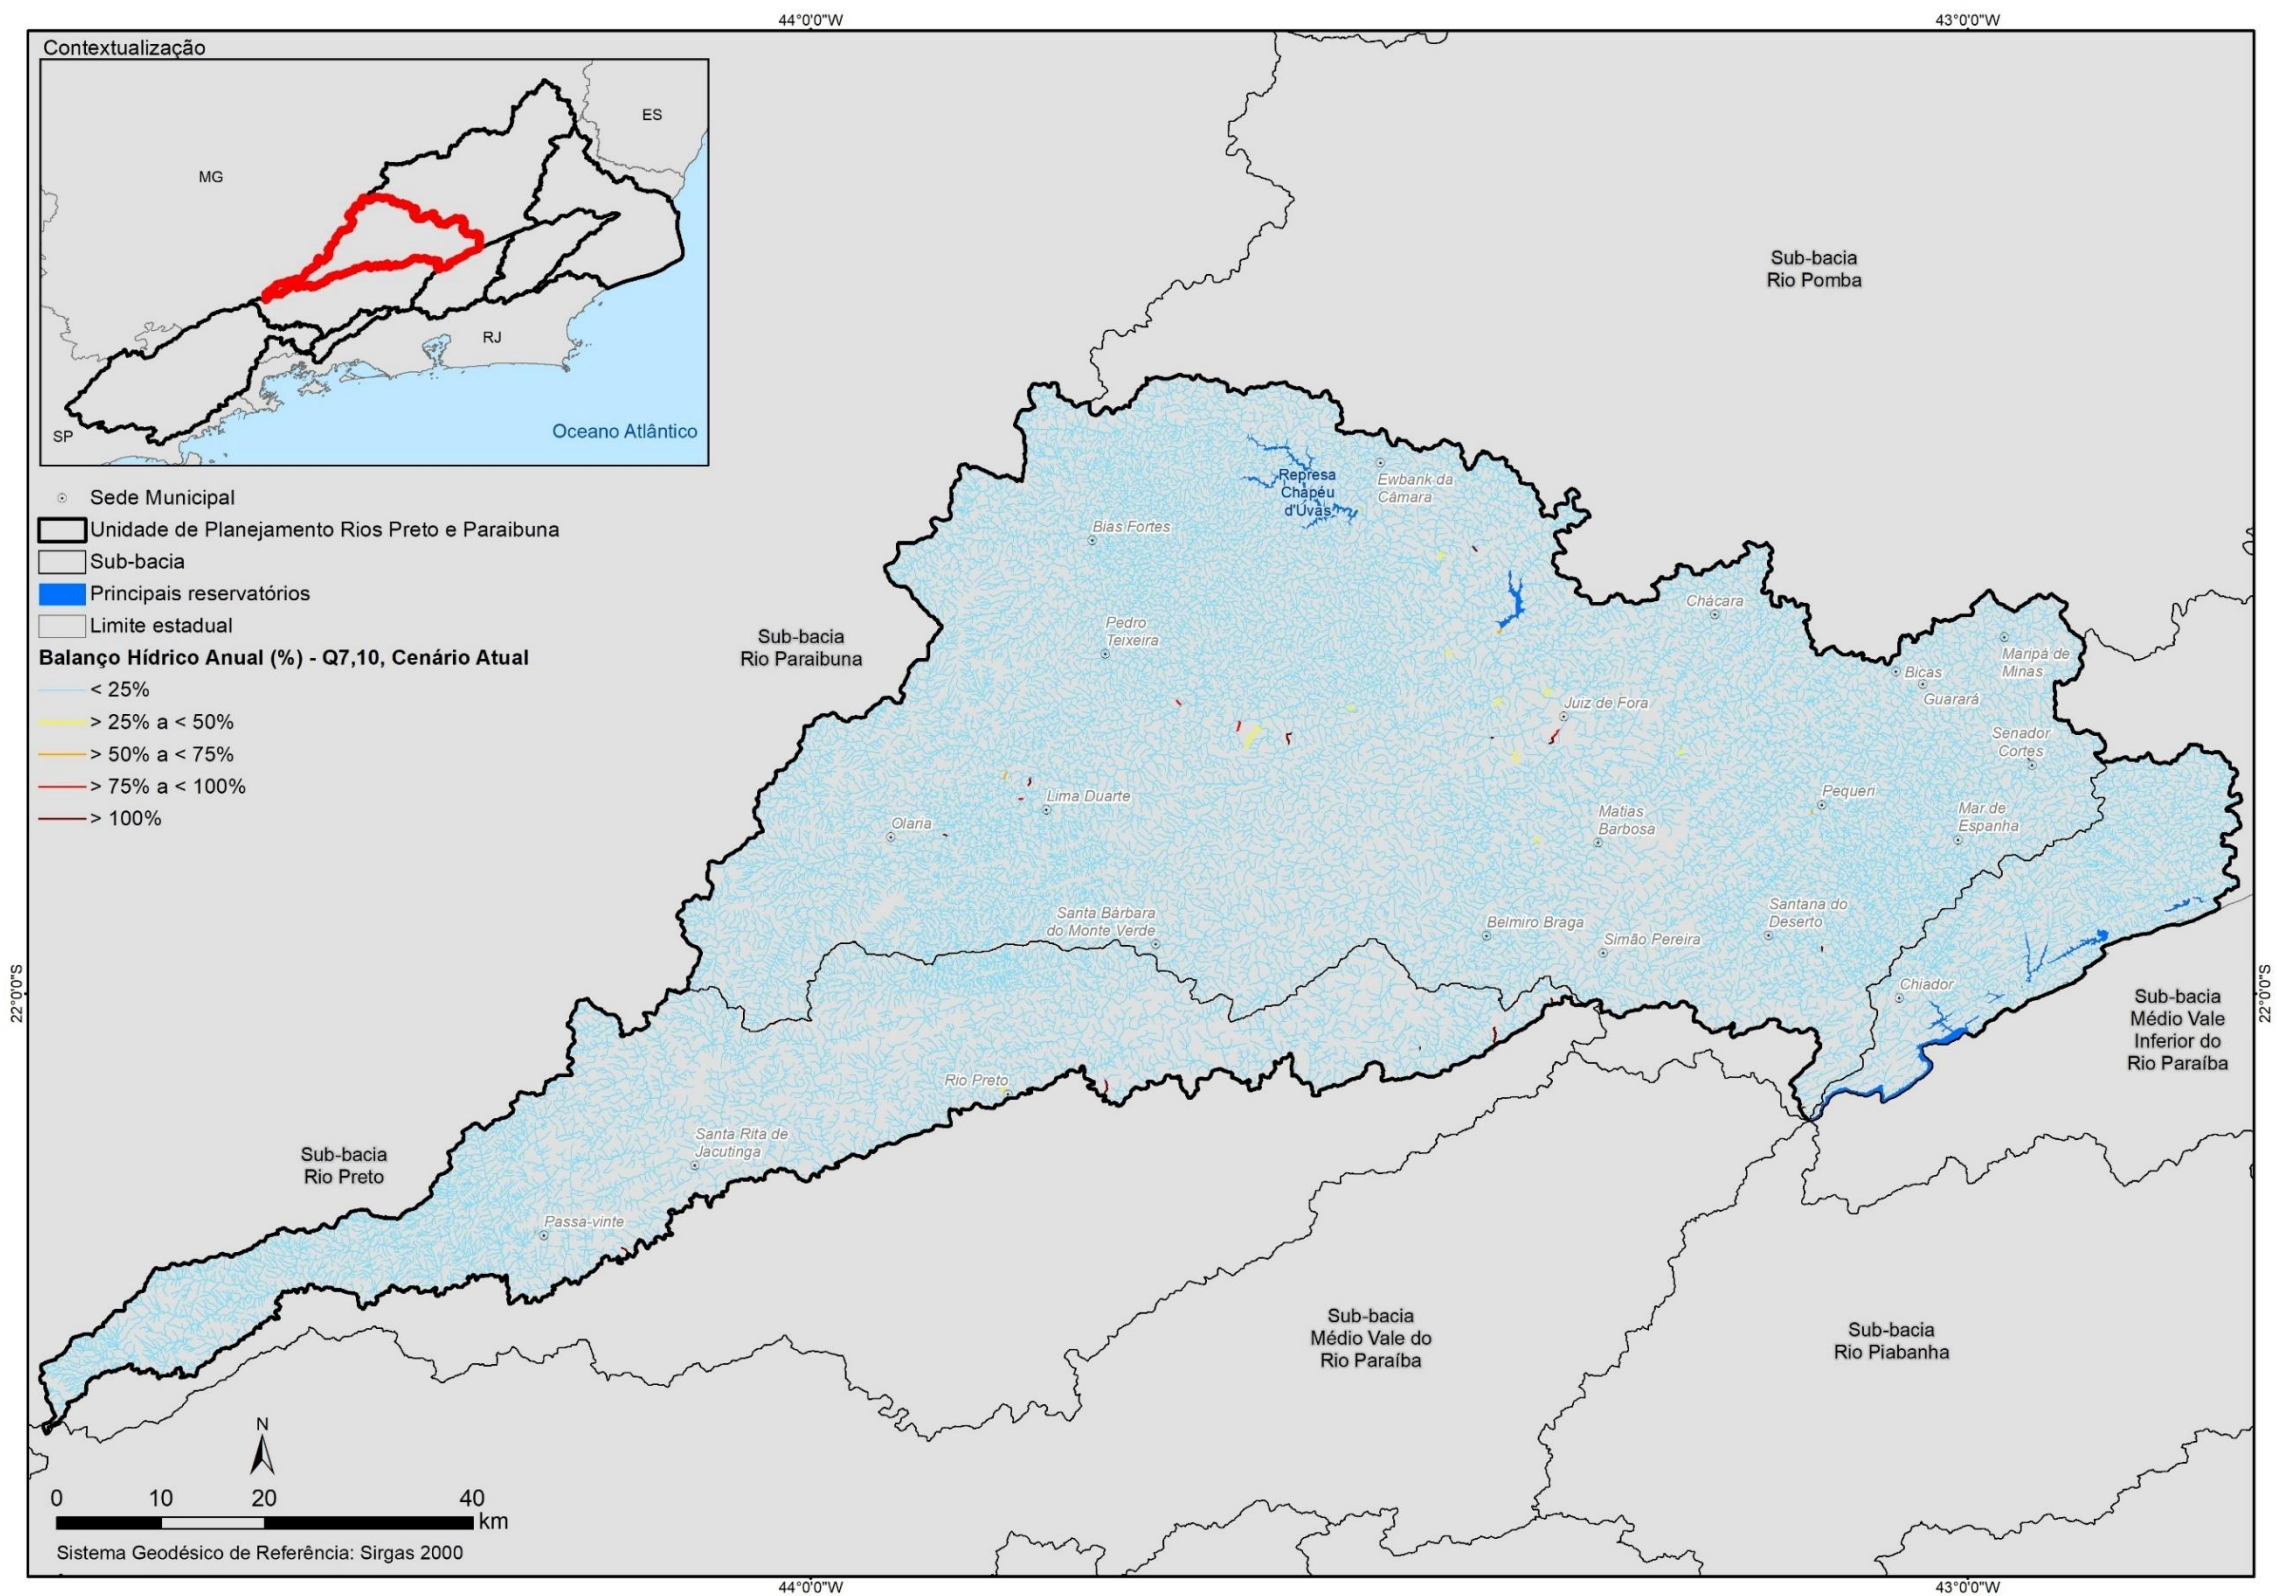 44°0'0"W
43°0'0"W
Contextualização
ES
MG
RJ
SP
Oceano Atlântico
Sede Municipal
Unidade de Planejamento Rios Preto e Paraibuna
Sub-bacia
Principais reservatórios
Limite estadual
Balanço Hídrico Anual (%) - Q7,10, Cenário Atual
< 25%
> 25% a < 50%
> 50% a < 75%
> 75% a < 100%
> 100%
Sub-bacia
Rio Pomba
Represa
Chapéu
d'Uvas
Ewbank da
Câmara
Bias Fortes
Chácara
Pedro
Teixeira
Sub-bacia
Rio Paraibuna
Maripá de
Minas
Bicas
Guarará
Juiz de Fora
Senador
Cortes
Lima Duarte
Pequeri
Olaria
Matias
Barbosa
Mar de
Espanha
Santa Bárbara
do Monte Verde
Belmiro Braga
Simão Pereira
Santana do
Deserto
Chiador
22°0'0"S
22°0'0"S
Sub-bacia
Médio Vale
Inferior do
Rio Paraíba
Rio Preto
Santa Rita de
Jacutinga
Sub-bacia
Rio Preto
Passa-vinte
Sub-bacia
Médio Vale do
Rio Paraíba
Sub-bacia
Rio Piabanha
N
0 10 20 40
km
Sistema Geodésico de Referência: Sirgas 2000
44°0'0"W
43°0'0"W